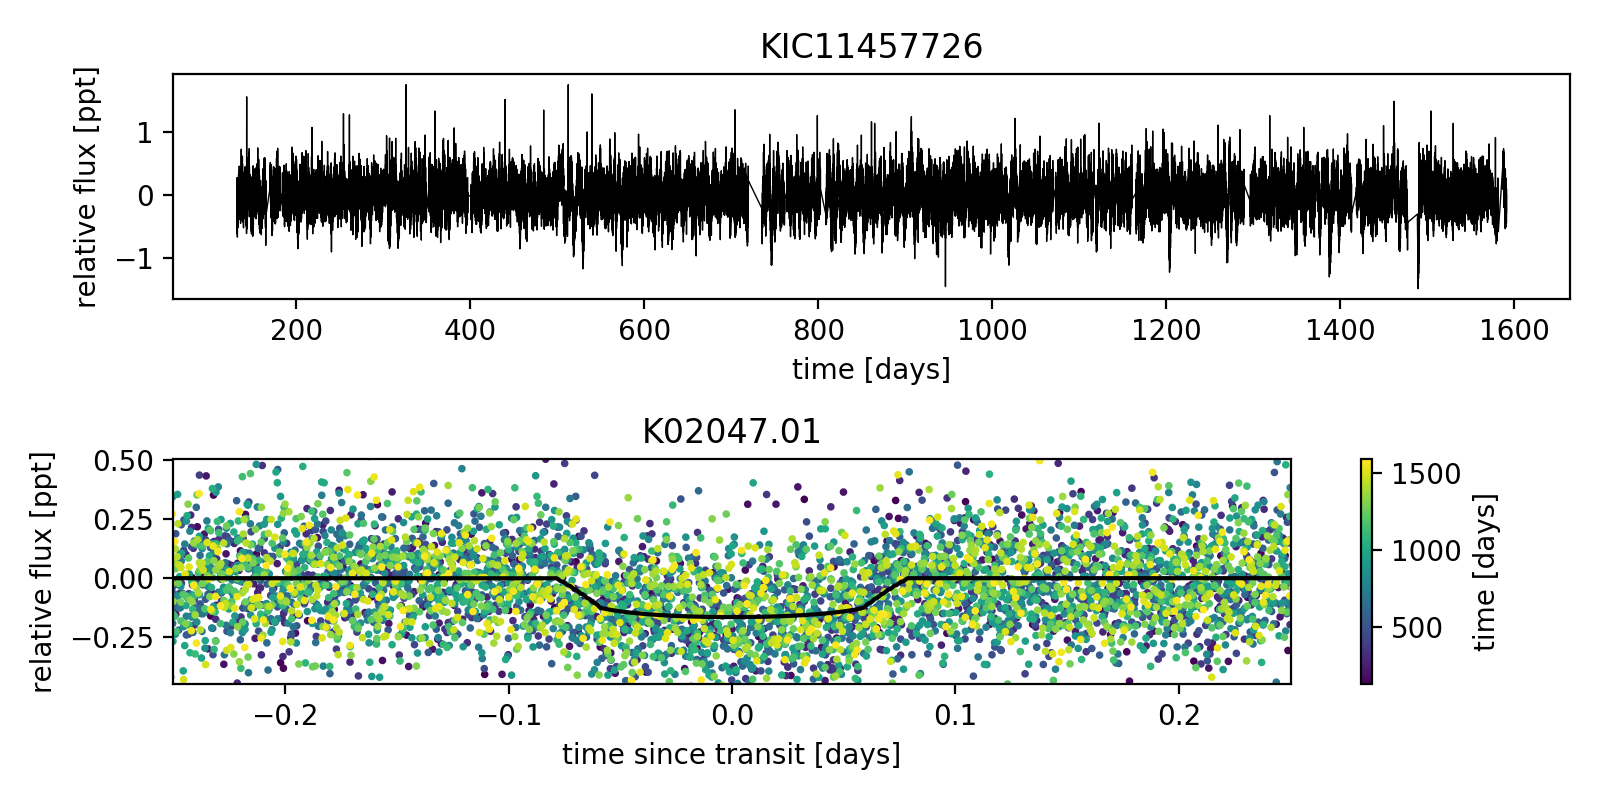 KIC11457726
relative flux [ppt]
1
0
−1
200 400 600 800 1000 1200 1400 1600
time [days]
K02047.01
relative flux [ppt]
0.50
0.25
0.00
−0.25
−0.2 −0.1 0.0 0.1 0.2
time since transit [days]
1500
1000
500
time [days]